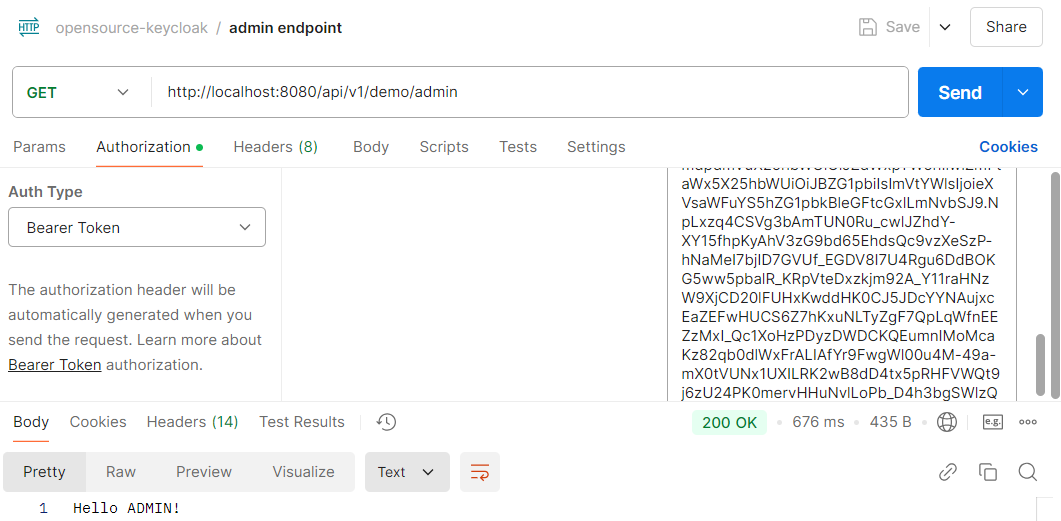 HTTP opensource-keycloak / admin endpoint Save Share
GET http://localhost:8080/api/v1/demo/admin Send
Params Authorization Headers (8) Body Scripts Tests Settings Cookies
Auth Type
Bearer Token
The authorization header will be
automatically generated when you
send the request. Learn more about
Bearer Token authorization.
VsaWFuYS5hZG1pbkBleGFtcGxlLmNvbSJ9.N
pLxzq4CSVg3bAmTUN0Ru_cwlJZhdY-
XY15fhpKyAhV3zG9bd65EhdsQc9vzXeSzP-
hNaMeI7bjID7GVUf_EGDV8I7U4Rgu6DdBOK
G5ww5pbalR_KRpVteDxzkjm92A_Y11raHNz
W9XjCD20lFUHxKwddHK0CJ5JDcYYNAujxc
EaZEFwHUCS6Z7hKxuNLTyZgF7QpLqWfnEE
ZzMxI_Qc1XoHzPDyzDWDCKQEumnlMoMca
Kz82qb0dlWxFrALIAfYr9FwgWl00u4M-49a-
mX0tVUNx1UXILRK2wB8dD4tx5pRHFVWQt9
j6zU24PK0mervHHuNvlLoPb_D4h3bgSWlzQ
Body Cookies Headers (14) Test Results 200 OK 676 ms 435 B e.g.
Pretty Raw Preview Visualize Text
1 Hello ADMIN!